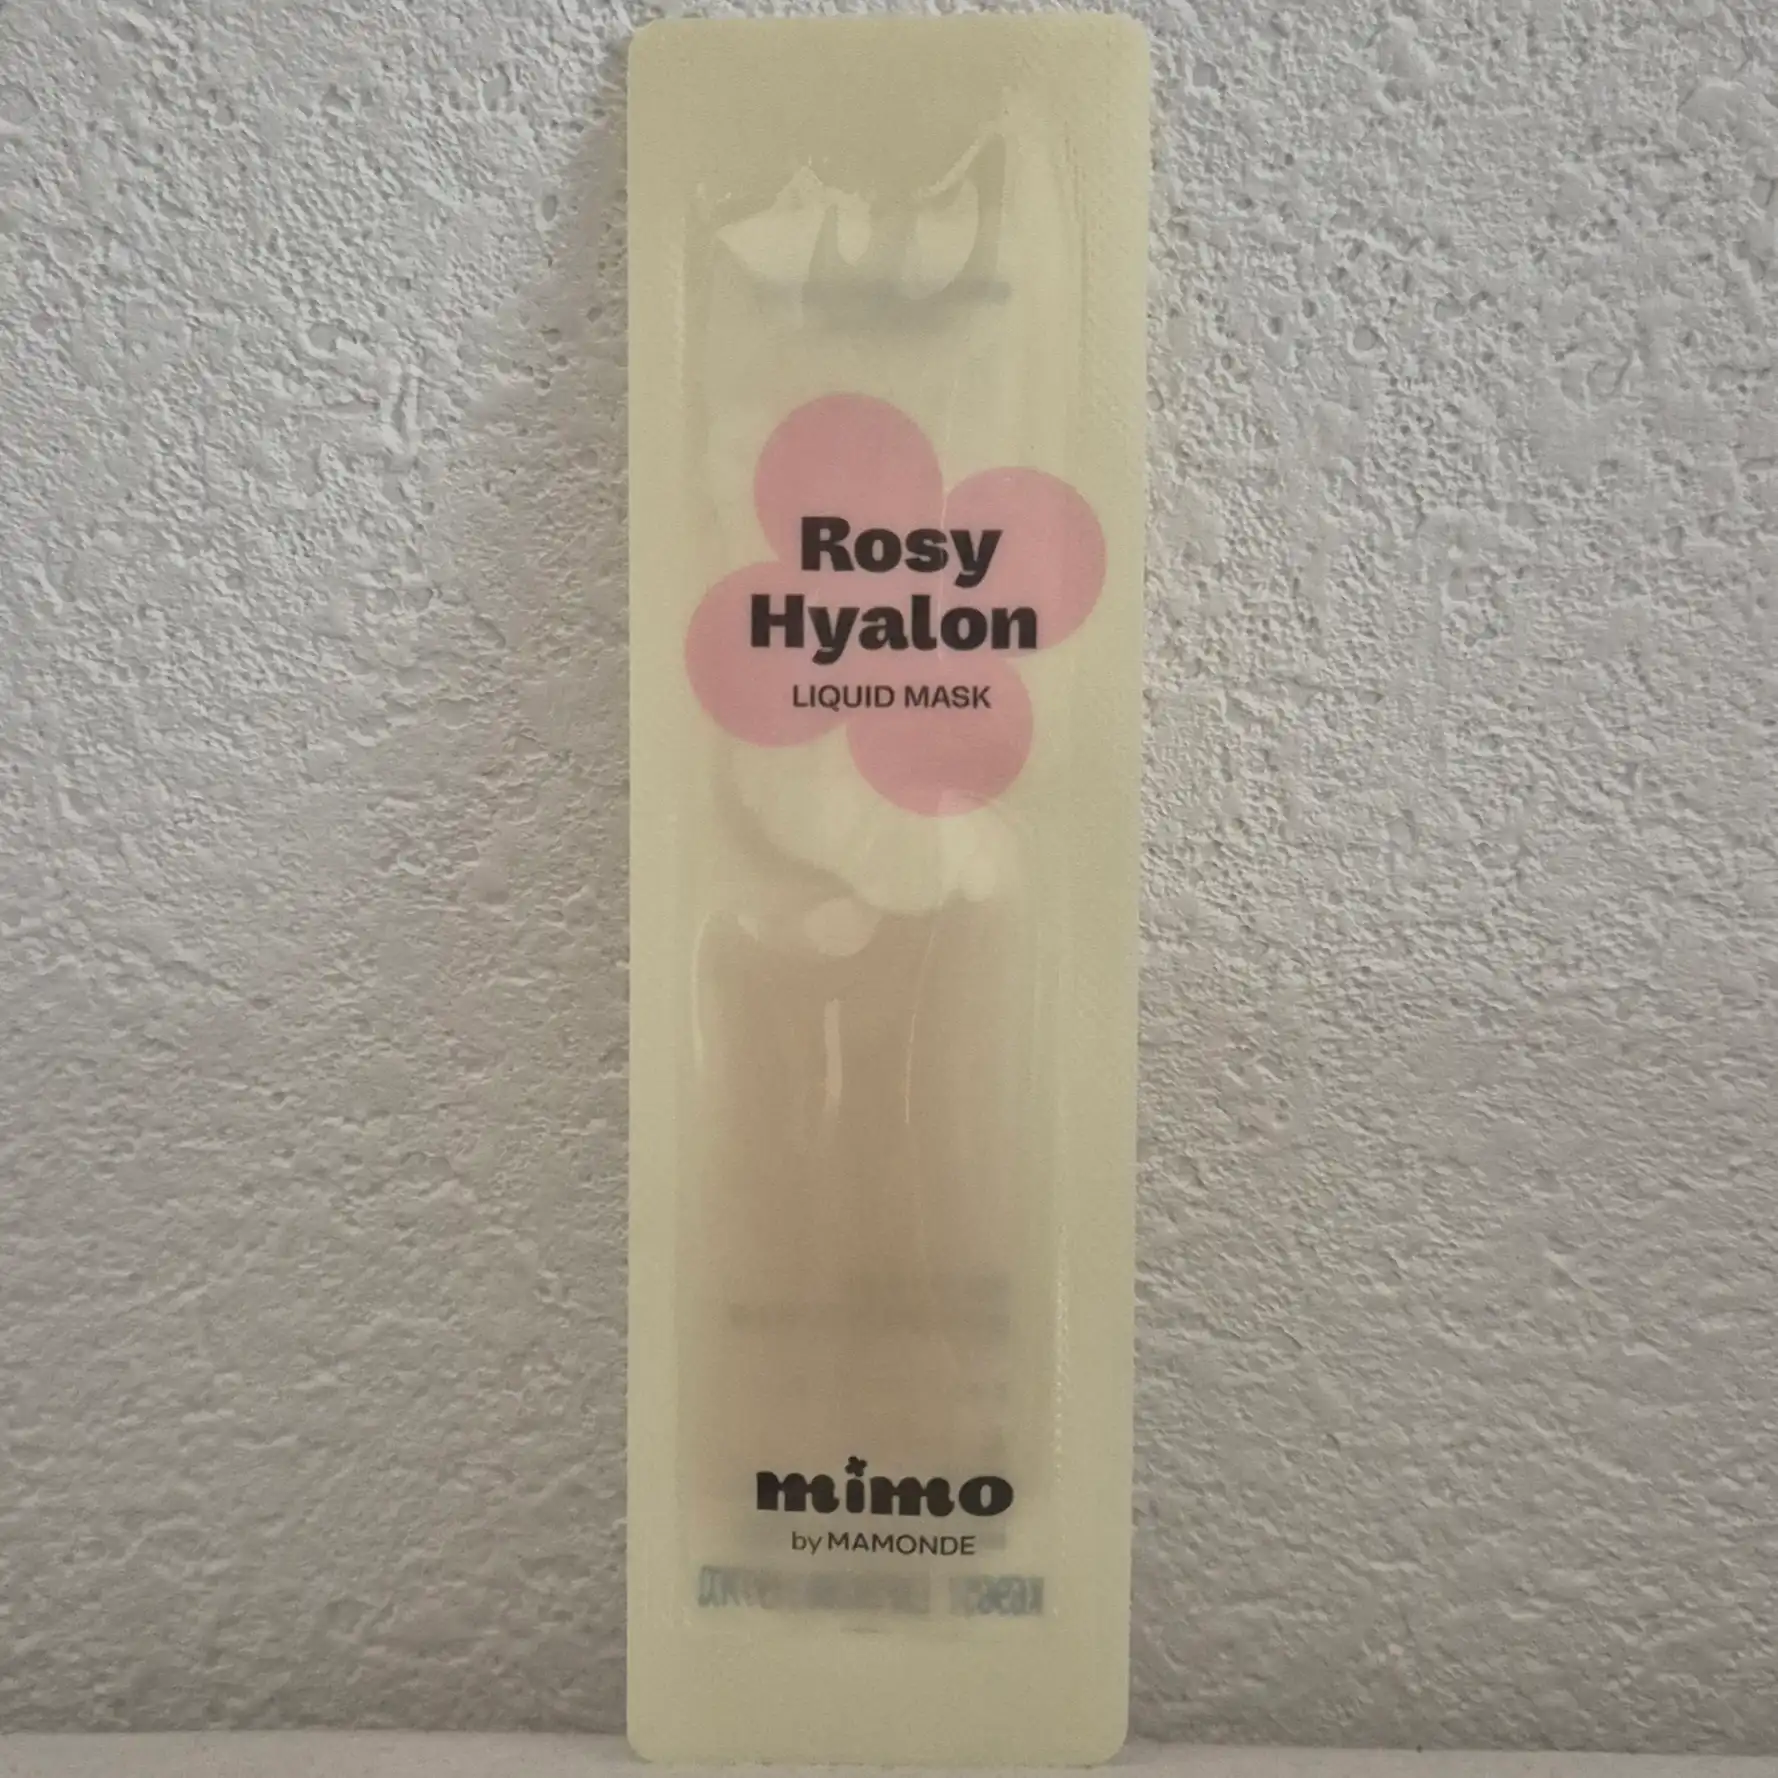 Rosy
Hyalon
LIQUID MASK
mimo
by MAMONDE